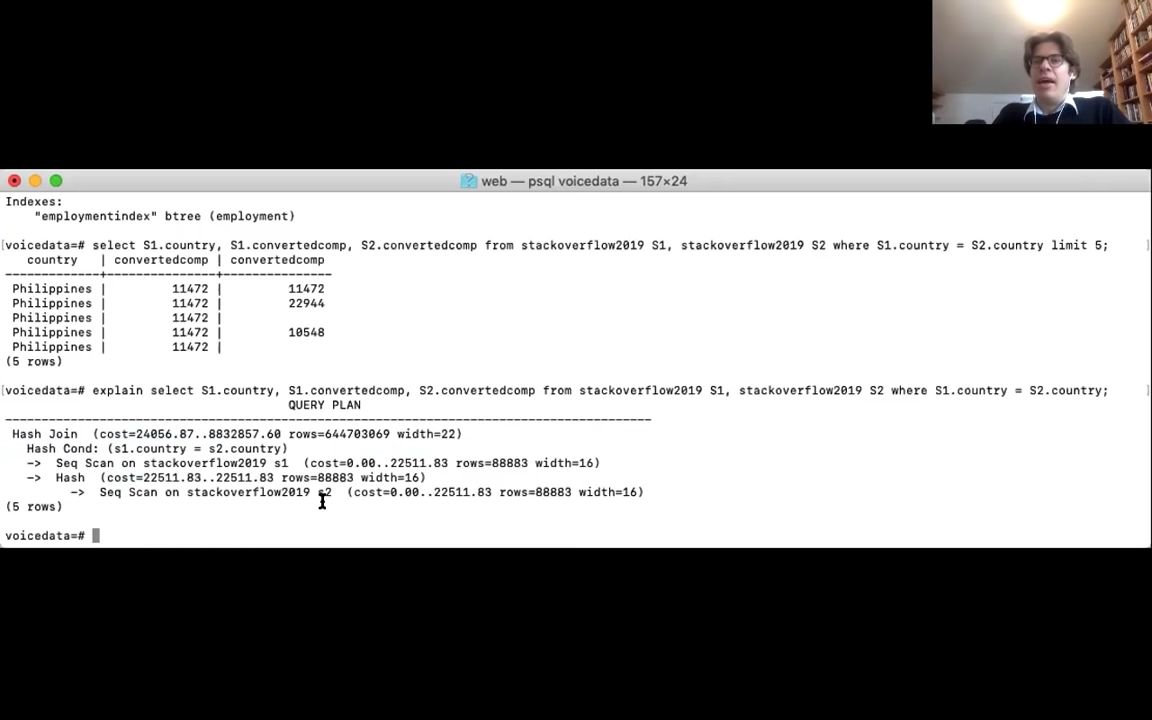 web — psql voicedata — 157×24
Indexes:
    "employmentindex" btree (employment)
[voicedata=# select S1.country, S1.convertedcomp, S2.convertedcomp from stackoverflow2019 S1, stackoverflow2019 S2 where S1.country = S2.country limit 5; ]
   country   | convertedcomp | convertedcomp
-------------+---------------+---------------
 Philippines |         11472 |         11472
 Philippines |         11472 |         22944
 Philippines |         11472 |
 Philippines |         11472 |         10548
 Philippines |         11472 |
(5 rows)
[voicedata=# explain select S1.country, S1.convertedcomp, S2.convertedcomp from stackoverflow2019 S1, stackoverflow2019 S2 where S1.country = S2.country; ]
                                       QUERY PLAN
-----------------------------------------------------------------------------------------
 Hash Join  (cost=24056.87..8832857.60 rows=644703069 width=22)
   Hash Cond: (s1.country = s2.country)
   ->  Seq Scan on stackoverflow2019 s1  (cost=0.00..22511.83 rows=88883 width=16)
   ->  Hash  (cost=22511.83..22511.83 rows=88883 width=16)
         ->  Seq Scan on stackoverflow2019 s2  (cost=0.00..22511.83 rows=88883 width=16)
(5 rows)
voicedata=#